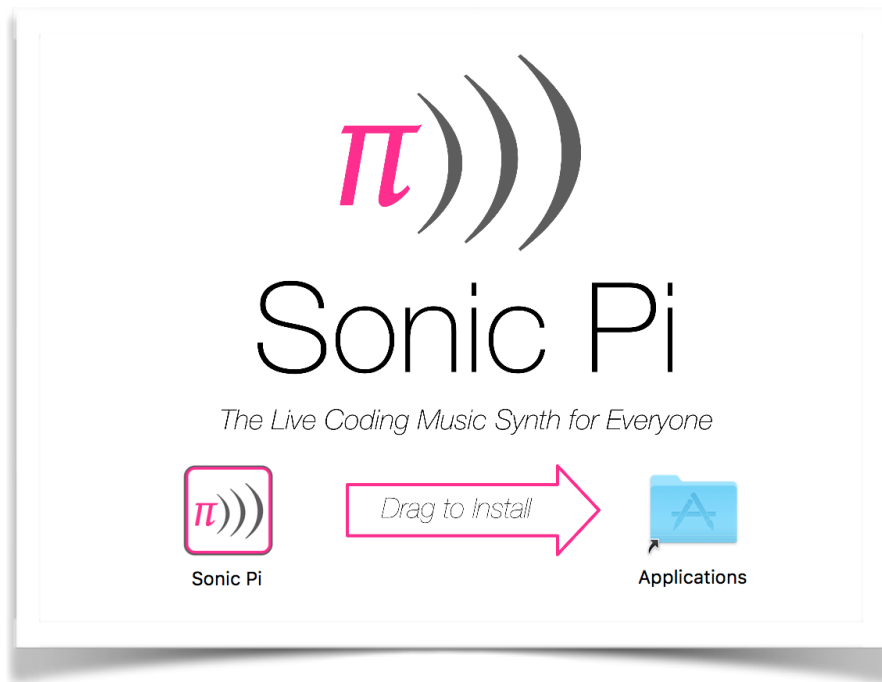 π)))
Sonic Pi
The Live Coding Music Synth for Everyone
π)))
Drag to Install
Sonic Pi
Applications